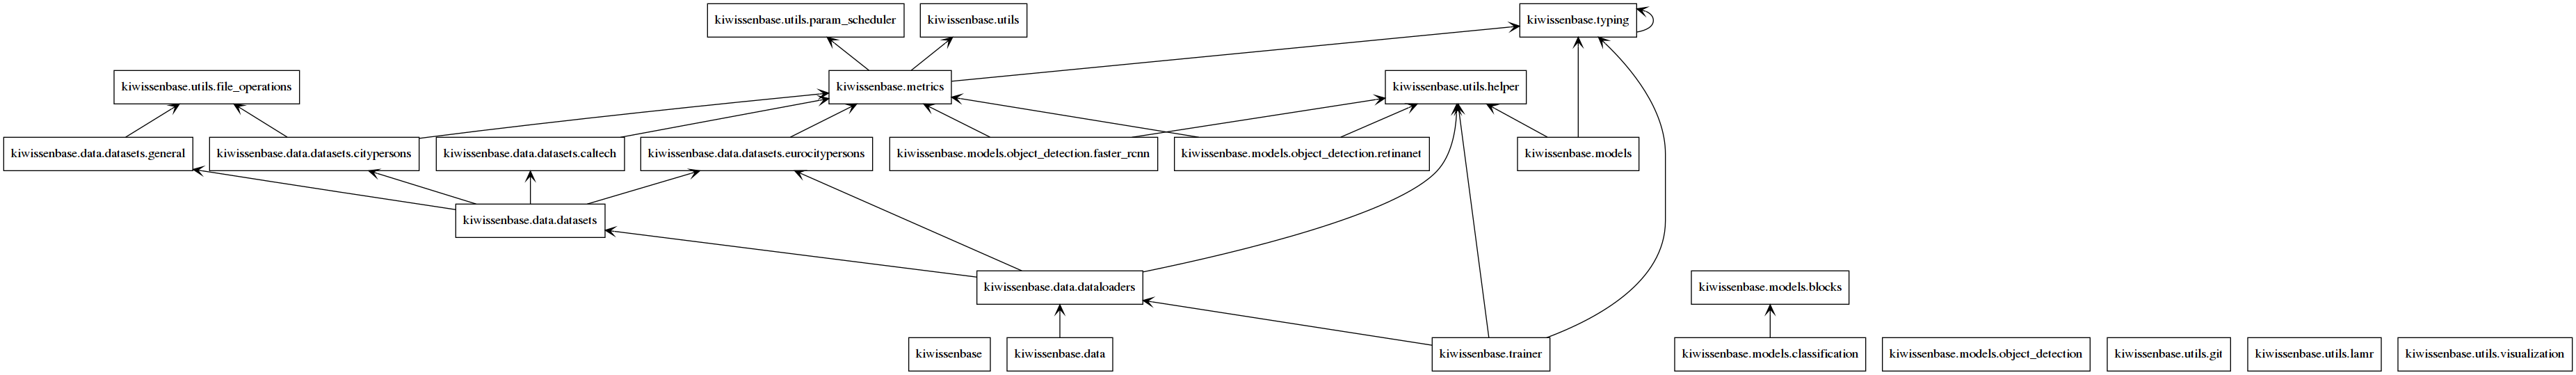 kiwissenbase.utils.param_scheduler
kiwissenbase.utils
kiwissenbase.typing
kiwissenbase.utils.file_operations
kiwissenbase.metrics
kiwissenbase.utils.helper
kiwissenbase.data.datasets.general
kiwissenbase.data.datasets.citypersons
kiwissenbase.data.datasets.caltech
kiwissenbase.data.datasets.eurocitypersons
kiwissenbase.models.object_detection.faster_rcnn
kiwissenbase.models.object_detection.retinanet
kiwissenbase.models
kiwissenbase.data.datasets
kiwissenbase.data.dataloaders
kiwissenbase.models.blocks
kiwissenbase
kiwissenbase.data
kiwissenbase.trainer
kiwissenbase.models.classification
kiwissenbase.models.object_detection
kiwissenbase.utils.git
kiwissenbase.utils.lamr
kiwissenbase.utils.visualization